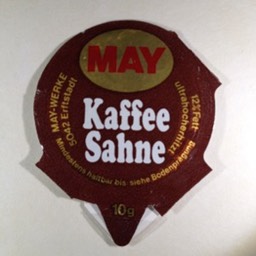 MAY
Kaffee
Sahne
MAY-WERKE
5042 Erftstadt
12% Fett
ultrahocherhitzt
Mindestens haltbar bis siehe Bodenprägung
10g